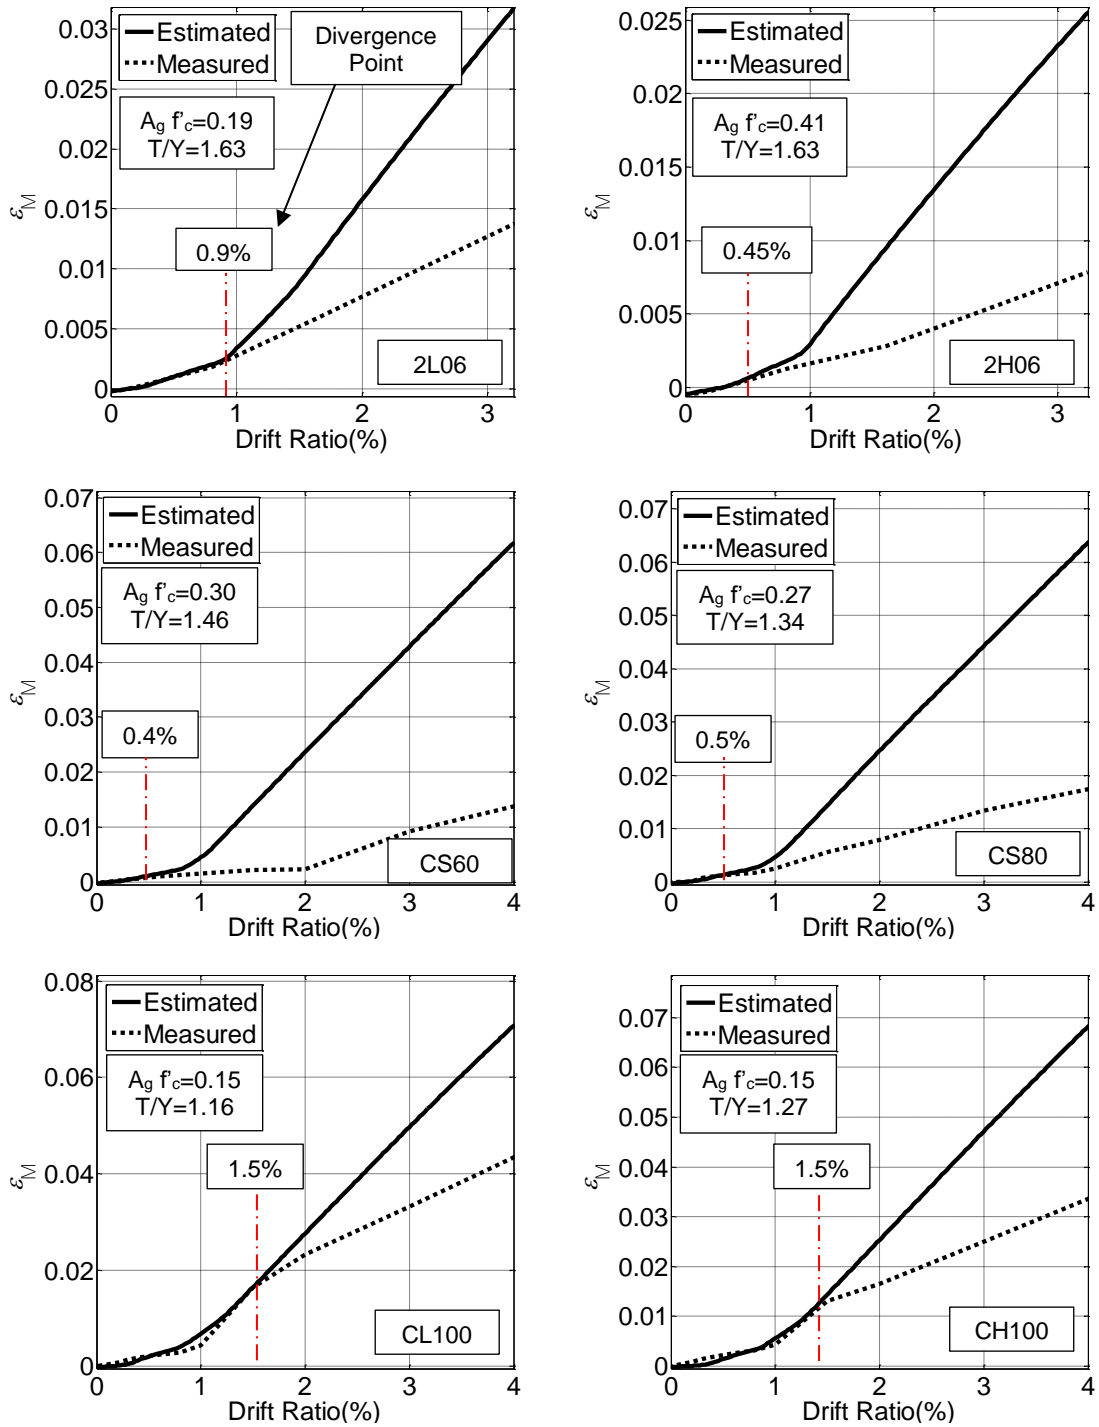 0.03
0.025
0.02
0.015
0.01
0.005
0
εM
Estimated
Measured
Divergence
Point
Ag f'c=0.19
T/Y=1.63
0.9%
2L06
0 1 2 3
Drift Ratio(%)
0.025
0.02
0.015
0.01
0.005
0
εM
Estimated
Measured
Ag f'c=0.41
T/Y=1.63
0.45%
2H06
0 1 2 3
Drift Ratio(%)
0.07
0.06
0.05
0.04
0.03
0.02
0.01
0
εM
Estimated
Measured
Ag f'c=0.30
T/Y=1.46
0.4%
CS60
0 1 2 3 4
Drift Ratio(%)
0.07
0.06
0.05
0.04
0.03
0.02
0.01
0
εM
Estimated
Measured
Ag f'c=0.27
T/Y=1.34
0.5%
CS80
0 1 2 3 4
Drift Ratio(%)
0.08
0.06
0.04
0.02
0
εM
Estimated
Measured
Ag f'c=0.15
T/Y=1.16
1.5%
CL100
0 1 2 3 4
Drift Ratio(%)
0.07
0.06
0.05
0.04
0.03
0.02
0.01
0
εM
Estimated
Measured
Ag f'c=0.15
T/Y=1.27
1.5%
CH100
0 1 2 3 4
Drift Ratio(%)